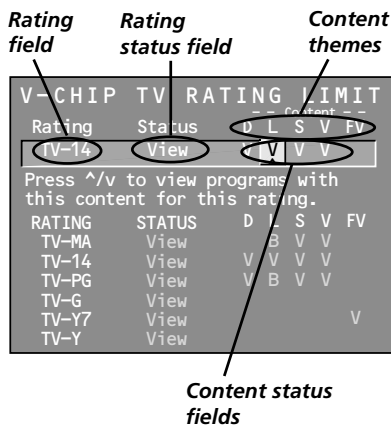 Rating field
Rating status field
Content themes
V-CHIP TV RATING LIMIT
- - Content - -
Rating Status D L S V FV
TV-14 View V V V V
Press ^/v to view programs with
this content for this rating.
RATING STATUS D L S V FV
TV-MA View B V V
TV-14 View V V V V
TV-PG View V B V V
TV-G View
TV-Y7 View V
TV-Y View
Content status
fields